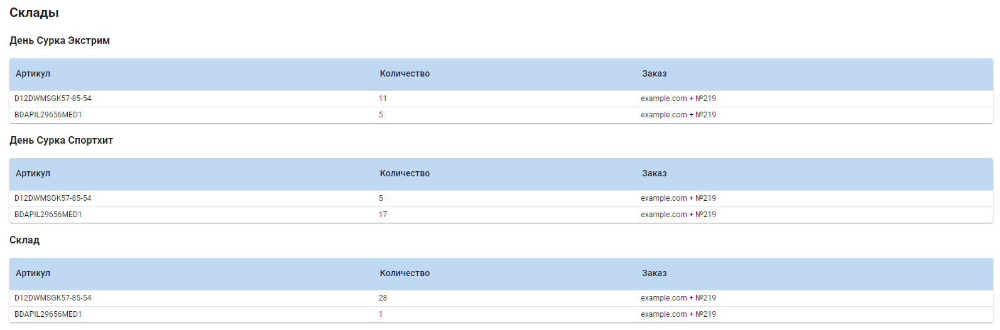 Склады
День Сурка Экстрим
Артикул Количество Заказ
D12DWMSGK57-85-54 11 example.com + №219
BDAPIL29656MED1 5 example.com + №219
День Сурка Спортхит
Артикул Количество Заказ
D12DWMSGK57-85-54 5 example.com + №219
BDAPIL29656MED1 17 example.com + №219
Склад
Артикул Количество Заказ
D12DWMSGK57-85-54 28 example.com + №219
BDAPIL29656MED1 1 example.com + №219